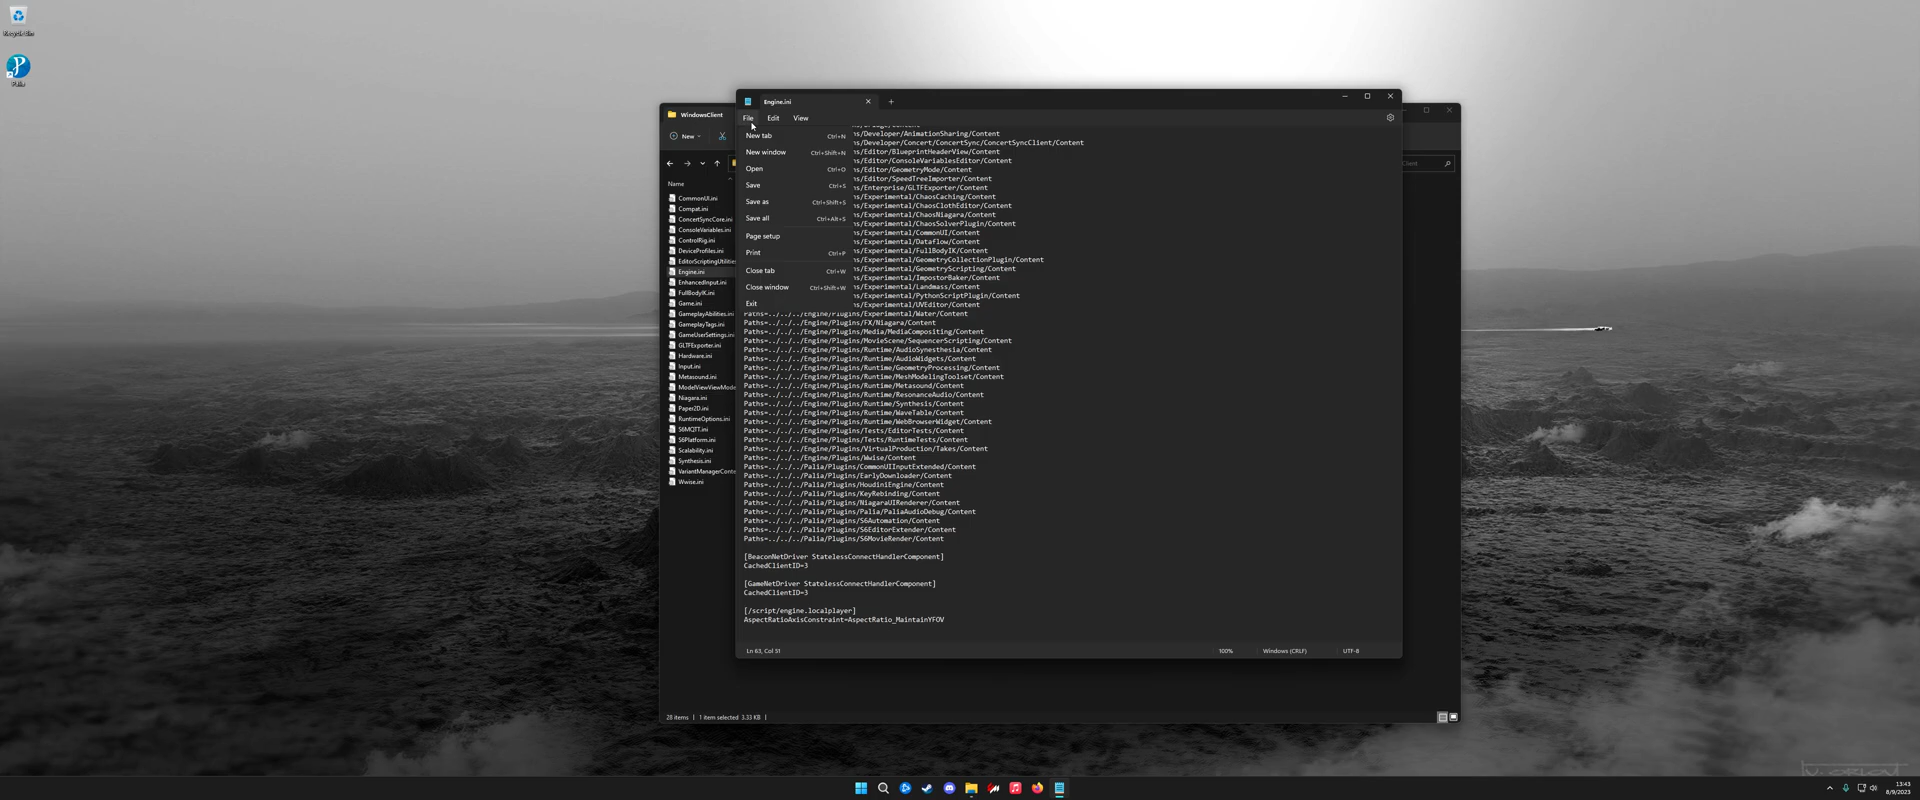 Recycle Bin
Palia
WindowsClient
New
Name
CommonUI.ini
Compat.ini
ConcertSyncCore.ini
ConsoleVariables.ini
ControlRig.ini
DeviceProfiles.ini
EditorScriptingUtilities
Engine.ini
EnhancedInput.ini
FullBodyIK.ini
Game.ini
GameplayAbilities.ini
GameplayTags.ini
GameUserSettings.ini
GLTFExporter.ini
Hardware.ini
Input.ini
Metasound.ini
ModelViewViewMode
Niagara.ini
Paper2D.ini
RuntimeOptions.ini
S6MQTT.ini
S6Platform.ini
Scalability.ini
Synthesis.ini
VariantManagerConte
Wwise.ini
28 items
1 item selected 3.33 KB
Client
Engine.ini
File Edit View
New tab Ctrl+N
New window Ctrl+Shift+N
Open Ctrl+O
Save Ctrl+S
Save as Ctrl+Shift+S
Save all Ctrl+Alt+S
Page setup
Print Ctrl+P
Close tab Ctrl+W
Close window Ctrl+Shift+W
Exit
ns/Developer/AnimationSharing/Content
ns/Developer/Concert/ConcertSync/ConcertSyncClient/Content
ns/Editor/BlueprintHeaderView/Content
ns/Editor/ConsoleVariablesEditor/Content
ns/Editor/GeometryMode/Content
ns/Editor/SpeedTreeImporter/Content
ns/Enterprise/GLTFExporter/Content
ns/Experimental/ChaosCaching/Content
ns/Experimental/ChaosClothEditor/Content
ns/Experimental/ChaosNiagara/Content
ns/Experimental/ChaosSolverPlugin/Content
ns/Experimental/CommonUI/Content
ns/Experimental/Dataflow/Content
ns/Experimental/FullBodyIK/Content
ns/Experimental/GeometryCollectionPlugin/Content
ns/Experimental/GeometryScripting/Content
ns/Experimental/ImpostorBaker/Content
ns/Experimental/Landmass/Content
ns/Experimental/PythonScriptPlugin/Content
ns/Experimental/UVEditor/Content
Paths=../../../Engine/Plugins/Experimental/Water/Content
Paths=../../../Engine/Plugins/FX/Niagara/Content
Paths=../../../Engine/Plugins/Media/MediaCompositing/Content
Paths=../../../Engine/Plugins/MovieScene/SequencerScripting/Content
Paths=../../../Engine/Plugins/Runtime/AudioSynesthesia/Content
Paths=../../../Engine/Plugins/Runtime/AudioWidgets/Content
Paths=../../../Engine/Plugins/Runtime/GeometryProcessing/Content
Paths=../../../Engine/Plugins/Runtime/MeshModelingToolset/Content
Paths=../../../Engine/Plugins/Runtime/Metasound/Content
Paths=../../../Engine/Plugins/Runtime/ResonanceAudio/Content
Paths=../../../Engine/Plugins/Runtime/Synthesis/Content
Paths=../../../Engine/Plugins/Runtime/WaveTable/Content
Paths=../../../Engine/Plugins/Runtime/WebBrowserWidget/Content
Paths=../../../Engine/Plugins/Tests/EditorTests/Content
Paths=../../../Engine/Plugins/Tests/RuntimeTests/Content
Paths=../../../Engine/Plugins/VirtualProduction/Takes/Content
Paths=../../../Engine/Plugins/Wwise/Content
Paths=../../../Palia/Plugins/CommonUIInputExtended/Content
Paths=../../../Palia/Plugins/EarlyDownloader/Content
Paths=../../../Palia/Plugins/HoudiniEngine/Content
Paths=../../../Palia/Plugins/KeyRebinding/Content
Paths=../../../Palia/Plugins/NiagaraUIRenderer/Content
Paths=../../../Palia/Plugins/Palia/PaliaAudioDebug/Content
Paths=../../../Palia/Plugins/S6Automation/Content
Paths=../../../Palia/Plugins/S6EditorExtender/Content
Paths=../../../Palia/Plugins/S6MovieRender/Content
[BeaconNetDriver StatelessConnectHandlerComponent]
CachedClientID=3
[GameNetDriver StatelessConnectHandlerComponent]
CachedClientID=3
[/script/engine.localplayer]
AspectRatioAxisConstraint=AspectRatio_MaintainYFOV
Ln 63, Col 51
100%
Windows (CRLF)
UTF-8
13:43
8/9/2023